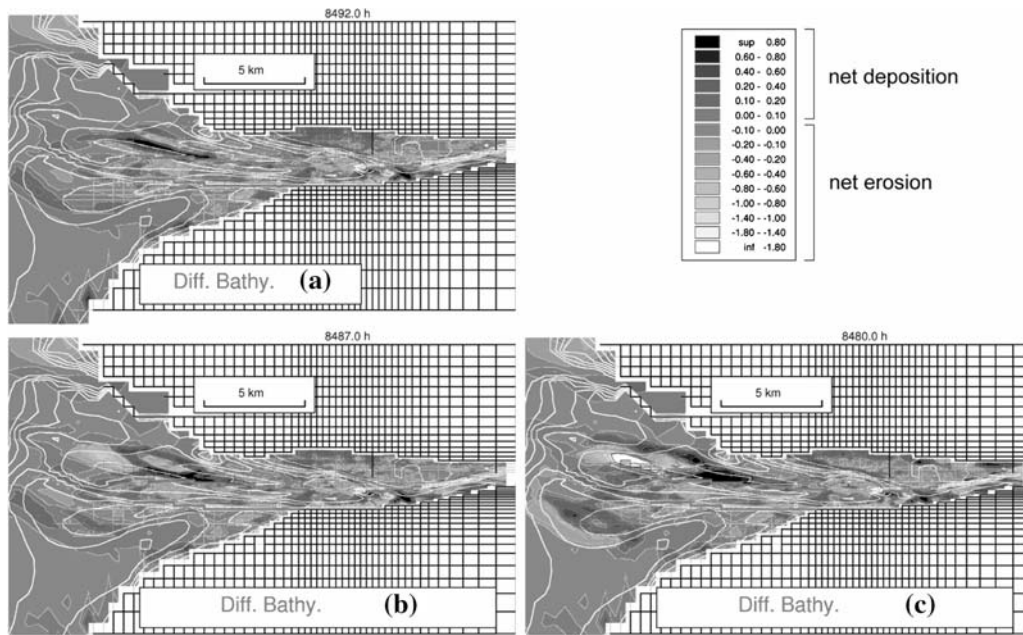 8492.0 h
5 km
Diff. Bathy. (a)
sup 0.80
0.60 - 0.80
0.40 - 0.60
0.20 - 0.40
0.10 - 0.20
0.00 - 0.10
-0.10 - 0.00
-0.20 - -0.10
-0.40 - -0.20
-0.60 - -0.40
-0.80 - -0.60
-1.00 - -0.80
-1.40 - -1.00
-1.80 - -1.40
inf -1.80
net deposition
net erosion
8487.0 h
5 km
Diff. Bathy. (b)
8480.0 h
5 km
Diff. Bathy. (c)